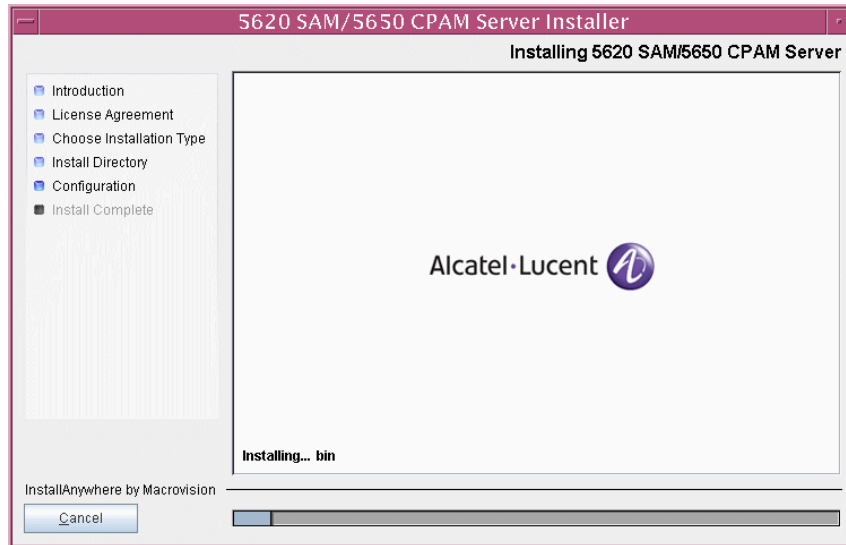 5620 SAM/5650 CPAM Server Installer
Installing 5620 SAM/5650 CPAM Server
Introduction
License Agreement
Choose Installation Type
Install Directory
Configuration
Install Complete
Alcatel·Lucent
Installing... bin
InstallAnywhere by Macrovision
Cancel